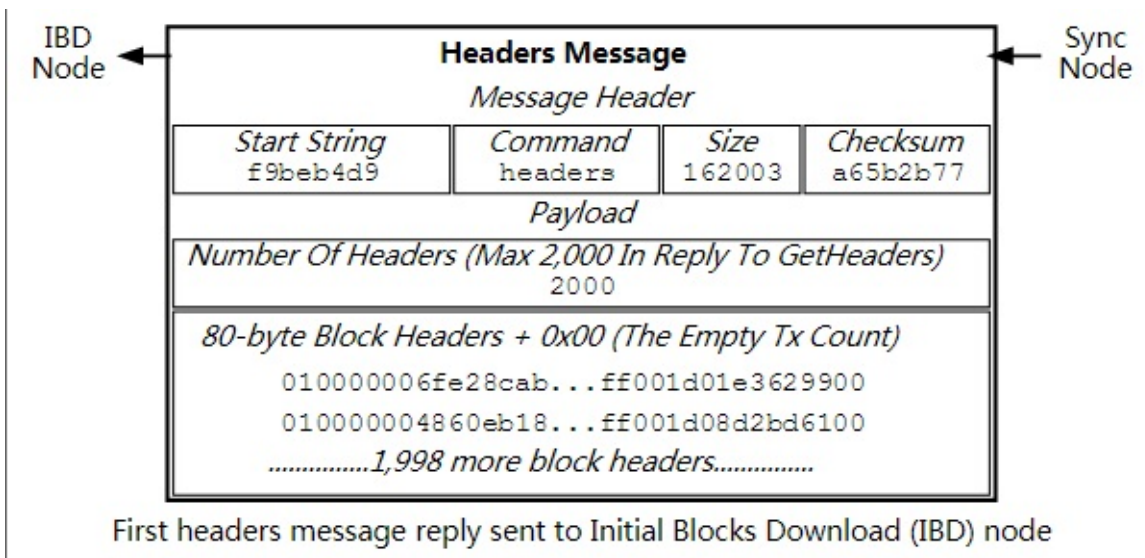 IBD
Node
Sync
Node
Headers Message
Message Header
Start String
f9beb4d9
Command
headers
Size
162003
Checksum
a65b2b77
Payload
Number Of Headers (Max 2,000 In Reply To GetHeaders)
2000
80-byte Block Headers + 0x00 (The Empty Tx Count)
010000006fe28cab...ff001d01e3629900
010000004860eb18...ff001d08d2bd6100
...............1,998 more block headers...............
First headers message reply sent to Initial Blocks Download (IBD) node